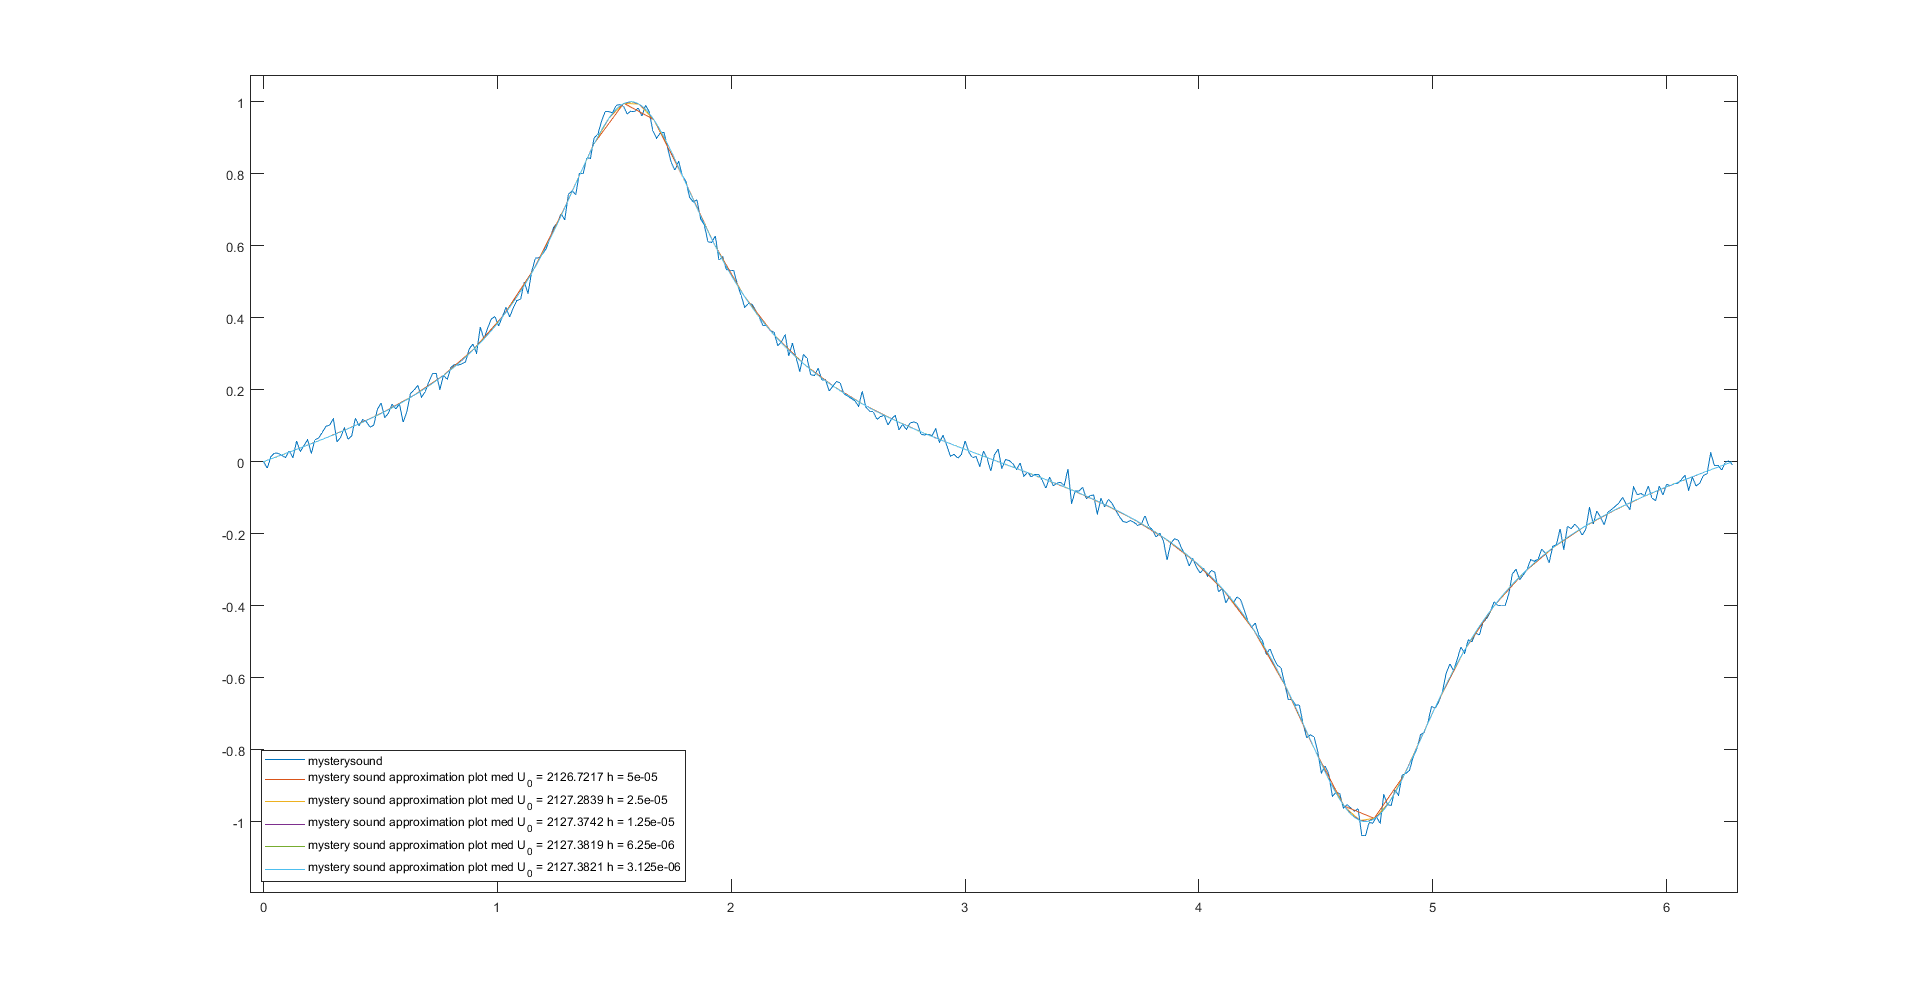 1
0.8
0.6
0.4
0.2
0
-0.2
-0.4
-0.6
-0.8
-1
mysterysound
mystery sound approximation plot med U0 = 2126.7217 h = 5e-05
mystery sound approximation plot med U0 = 2127.2839 h = 2.5e-05
mystery sound approximation plot med U0 = 2127.3742 h = 1.25e-05
mystery sound approximation plot med U0 = 2127.3819 h = 6.25e-06
mystery sound approximation plot med U0 = 2127.3821 h = 3.125e-06
0 1 2 3 4 5 6